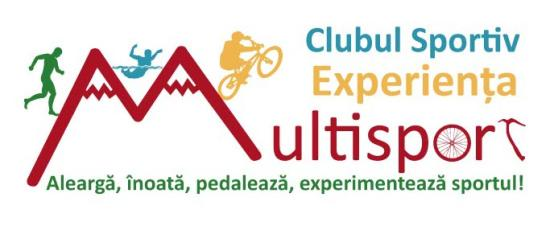 Clubul Sportiv
Experiența
Multisport
Aleargă, înoată, pedalează, experimentează sportul!